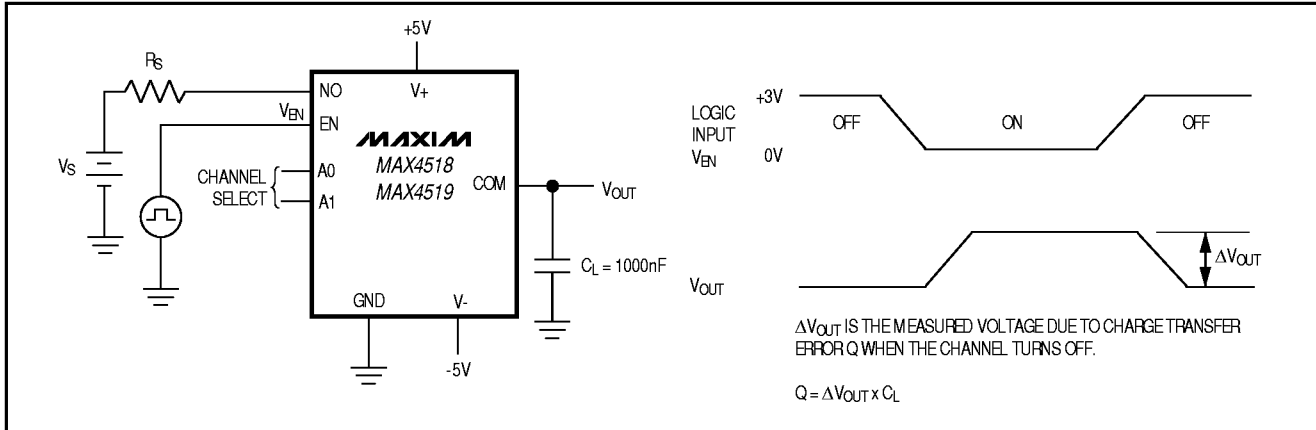 +5V
RS
NO
V+
VEN
EN
MAXIM
MAX4518
MAX4519
VS
CHANNEL
SELECT
A0
A1
COM
VOUT
CL = 1000nF
GND
V-
-5V
LOGIC
INPUT
VEN
+3V
0V
OFF
ON
OFF
VOUT
ΔVOUT
ΔVOUT IS THE MEASURED VOLTAGE DUE TO CHARGE TRANSFER
ERROR Q WHEN THE CHANNEL TURNS OFF.
Q = ΔVOUT x CL